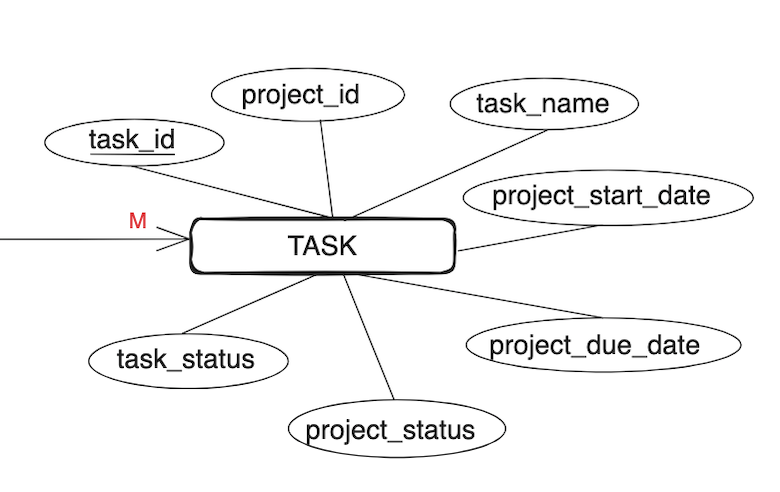 project_id
task_name
task_id
project_start_date
M
TASK
task_status
project_due_date
project_status